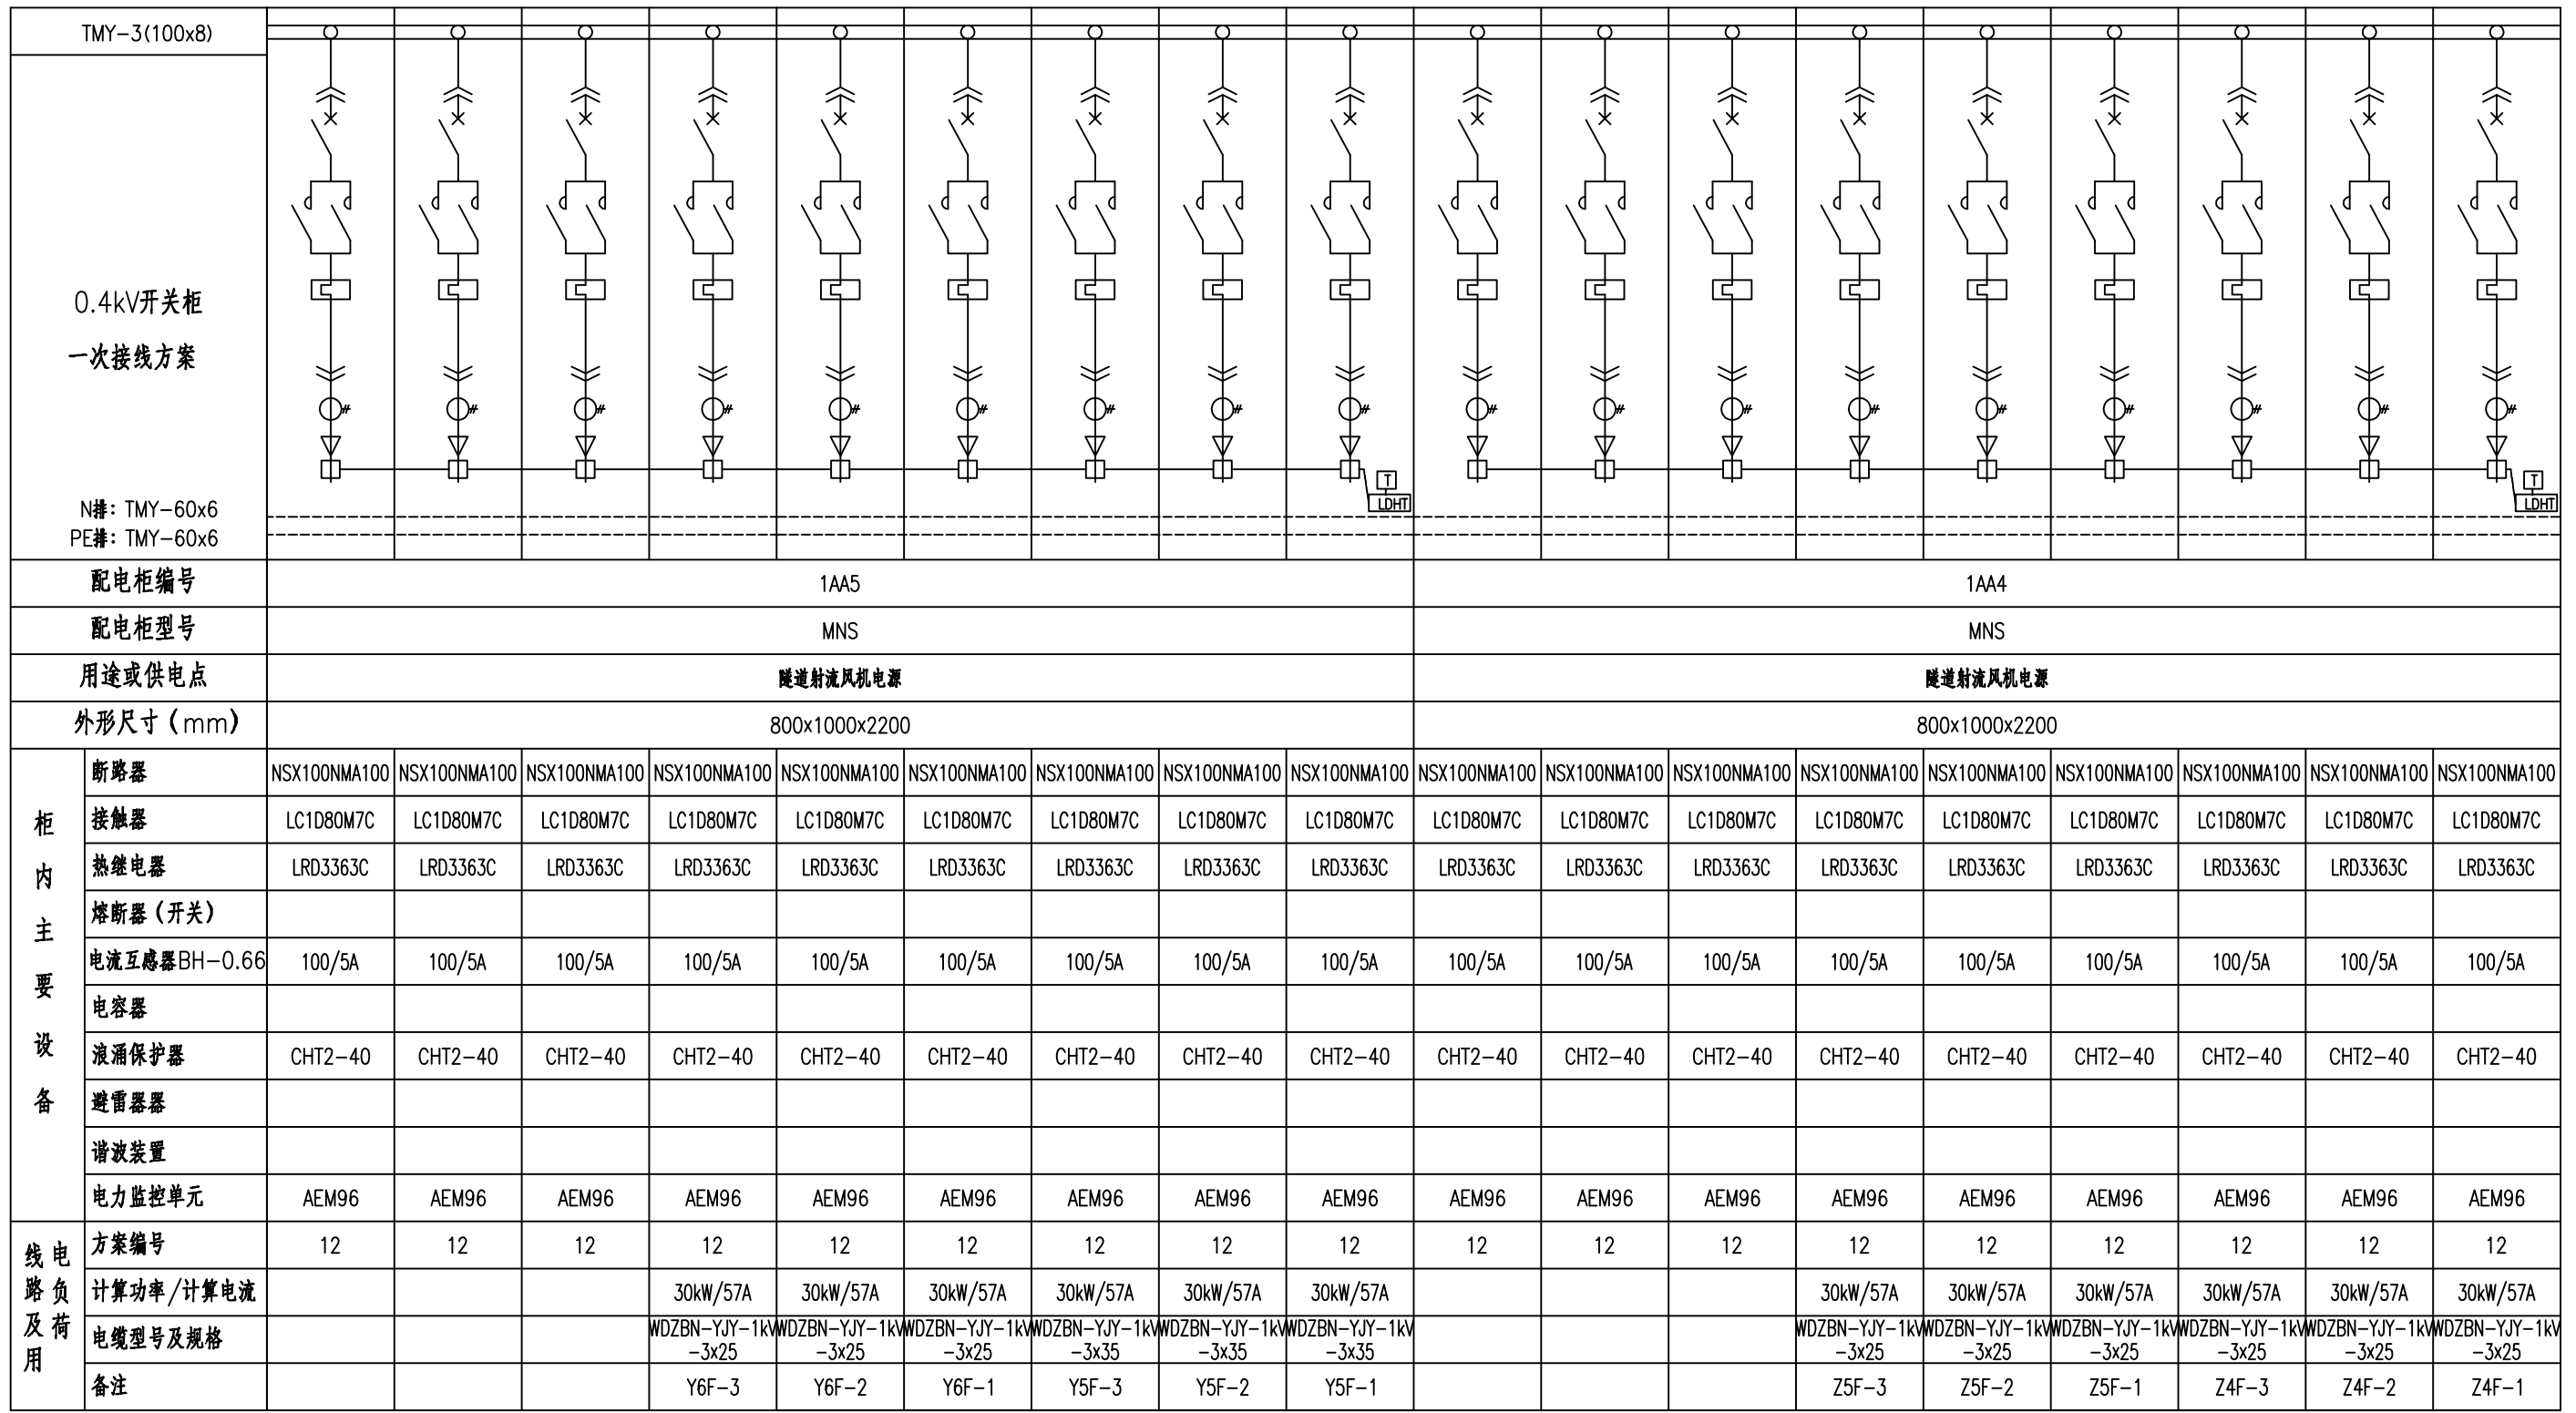 TMY-3(100x8)
0.4kV开关柜
一次接线方案
T
LDHT
T
LDHT
N排: TMY-60x6
PE排: TMY-60x6
配电柜编号 1AA5 1AA4
配电柜型号 MNS MNS
用途或供电点 隧道射流风机电源 隧道射流风机电源
外形尺寸(mm) 800x1000x2200 800x1000x2200
柜内主要设备
断路器 NSX100NMA100 NSX100NMA100 NSX100NMA100 NSX100NMA100 NSX100NMA100 NSX100NMA100 NSX100NMA100 NSX100NMA100 NSX100NMA100 NSX100NMA100 NSX100NMA100 NSX100NMA100 NSX100NMA100 NSX100NMA100 NSX100NMA100 NSX100NMA100 NSX100NMA100 NSX100NMA100
接触器 LC1D80M7C LC1D80M7C LC1D80M7C LC1D80M7C LC1D80M7C LC1D80M7C LC1D80M7C LC1D80M7C LC1D80M7C LC1D80M7C LC1D80M7C LC1D80M7C LC1D80M7C LC1D80M7C LC1D80M7C LC1D80M7C LC1D80M7C LC1D80M7C
热继电器 LRD3363C LRD3363C LRD3363C LRD3363C LRD3363C LRD3363C LRD3363C LRD3363C LRD3363C LRD3363C LRD3363C LRD3363C LRD3363C LRD3363C LRD3363C LRD3363C LRD3363C LRD3363C
熔断器(开关)
电流互感器BH-0.66 100/5A 100/5A 100/5A 100/5A 100/5A 100/5A 100/5A 100/5A 100/5A 100/5A 100/5A 100/5A 100/5A 100/5A 100/5A 100/5A 100/5A 100/5A
电容器
浪涌保护器 CHT2-40 CHT2-40 CHT2-40 CHT2-40 CHT2-40 CHT2-40 CHT2-40 CHT2-40 CHT2-40 CHT2-40 CHT2-40 CHT2-40 CHT2-40 CHT2-40 CHT2-40 CHT2-40 CHT2-40 CHT2-40
避雷器器
谐波装置
电力监控单元 AEM96 AEM96 AEM96 AEM96 AEM96 AEM96 AEM96 AEM96 AEM96 AEM96 AEM96 AEM96 AEM96 AEM96 AEM96 AEM96 AEM96 AEM96
线路及用
电负荷
方案编号 12 12 12 12 12 12 12 12 12 12 12 12 12 12 12 12 12 12
计算功率/计算电流 30kW/57A 30kW/57A 30kW/57A 30kW/57A 30kW/57A 30kW/57A 30kW/57A 30kW/57A 30kW/57A 30kW/57A 30kW/57A 30kW/57A
电缆型号及规格 WDZBN-YJY-1kV WDZBN-YJY-1kV WDZBN-YJY-1kV WDZBN-YJY-1kV WDZBN-YJY-1kV WDZBN-YJY-1kV WDZBN-YJY-1kV WDZBN-YJY-1kV WDZBN-YJY-1kV WDZBN-YJY-1kV WDZBN-YJY-1kV WDZBN-YJY-1kV
-3x25 -3x25 -3x25 -3x35 -3x35 -3x35 -3x25 -3x25 -3x25 -3x25 -3x25 -3x25
备注 Y6F-3 Y6F-2 Y6F-1 Y5F-3 Y5F-2 Y5F-1 Z5F-3 Z5F-2 Z5F-1 Z4F-3 Z4F-2 Z4F-1